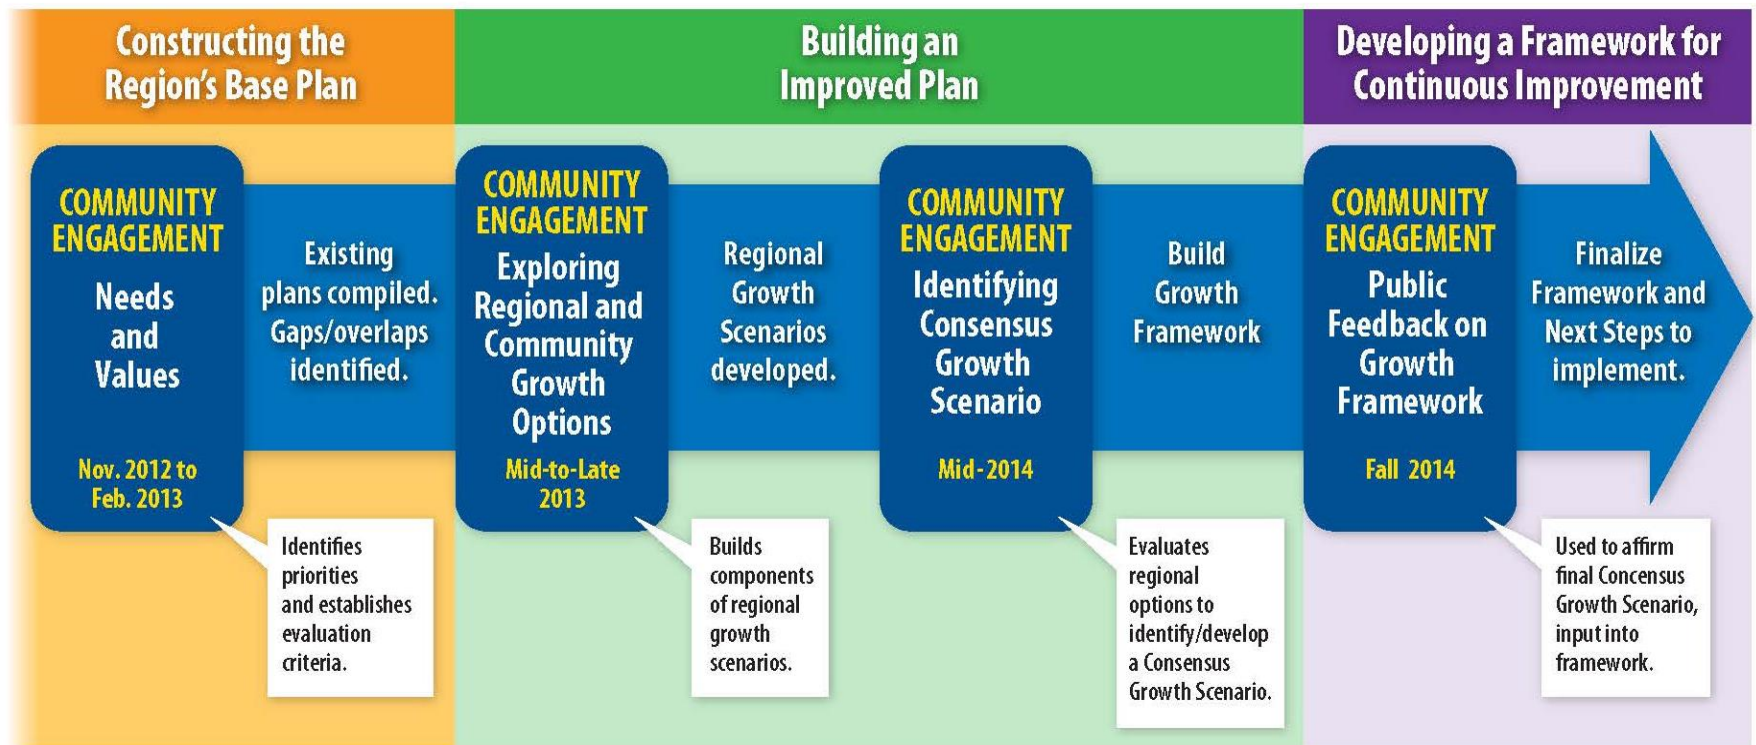 Constructing the
Region's Base Plan
Building an
Improved Plan
Developing a Framework for
Continuous Improvement
COMMUNITY
ENGAGEMENT
Needs
and
Values
Nov. 2012 to
Feb. 2013
Existing
plans compiled.
Gaps/overlaps
identified.
COMMUNITY
ENGAGEMENT
Exploring
Regional and
Community
Growth
Options
Mid-to-Late
2013
Regional
Growth
Scenarios
developed.
COMMUNITY
ENGAGEMENT
Identifying
Consensus
Growth
Scenario
Mid-2014
Build
Growth
Framework
COMMUNITY
ENGAGEMENT
Public
Feedback on
Growth
Framework
Fall 2014
Finalize
Framework and
Next Steps to
implement.
Identifies
priorities
and establishes
evaluation
criteria.
Builds
components
of regional
growth
scenarios.
Evaluates
regional
options to
identify/develop
a Consensus
Growth Scenario.
Used to affirm
final Concensus
Growth Scenario,
input into
framework.